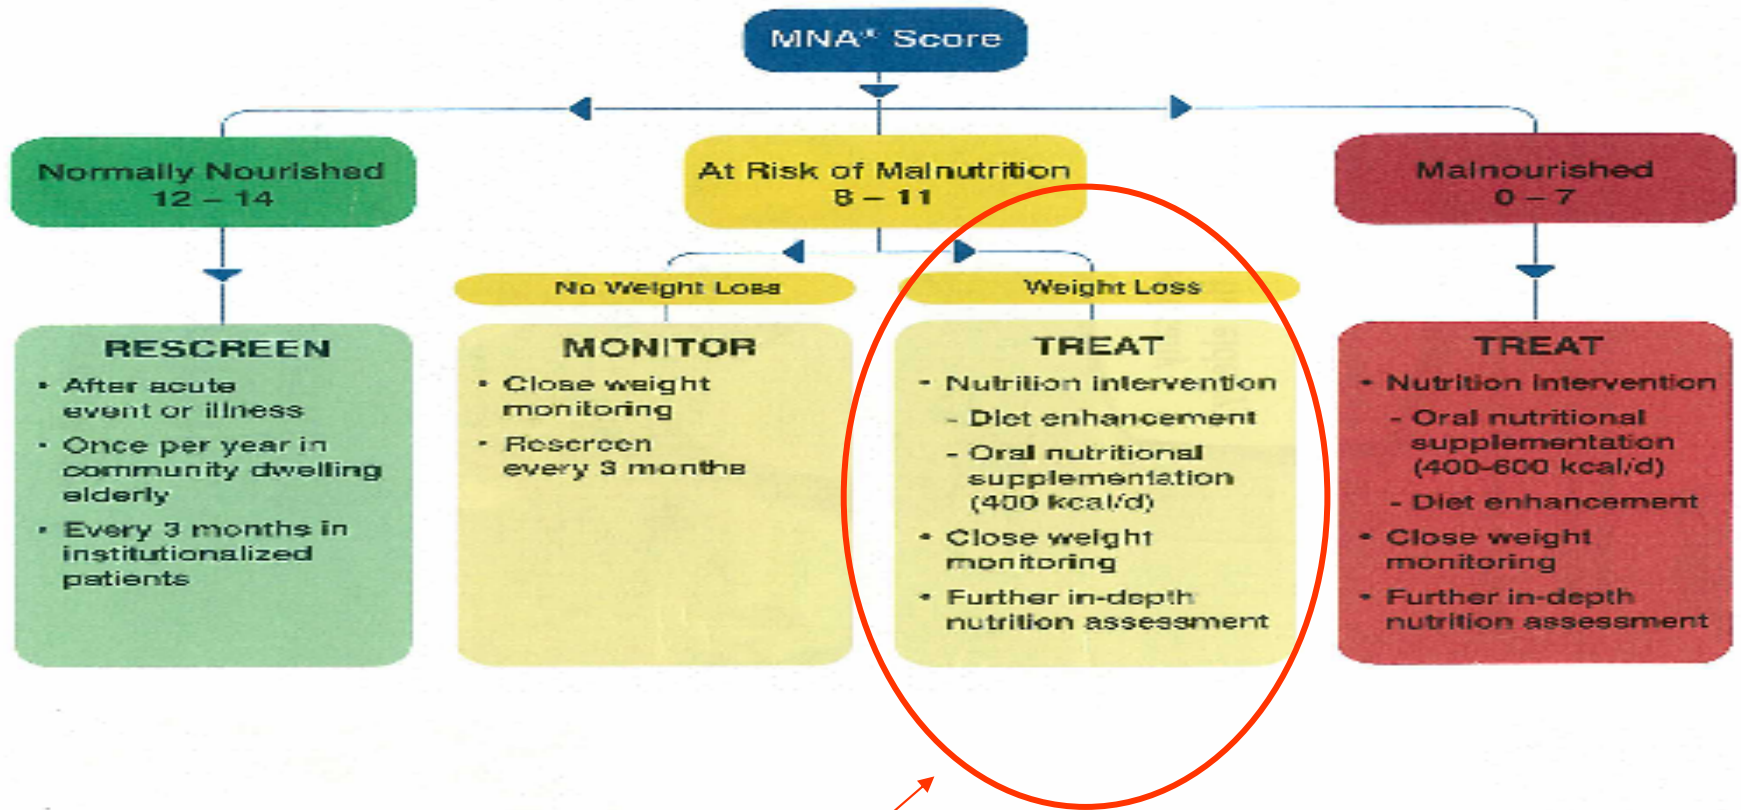 MNA® Score
Normally Nourished
12 – 14
At Risk of Malnutrition
8 – 11
Malnourished
0 – 7
No Weight Loss
Weight Loss
RESCREEN
• After acute
event or illness
• Once per year in
community dwelling
elderly
• Every 3 months in
institutionalized
patients
MONITOR
• Close weight
monitoring
• Rescreen
every 3 months
TREAT
• Nutrition intervention
- Diet enhancement
- Oral nutritional
supplementation
(400 kcal/d)
• Close weight
monitoring
• Further in-depth
nutrition assessment
TREAT
• Nutrition intervention
- Oral nutritional
supplementation
(400-600 kcal/d)
- Diet enhancement
• Close weight
monitoring
• Further in-depth
nutrition assessment